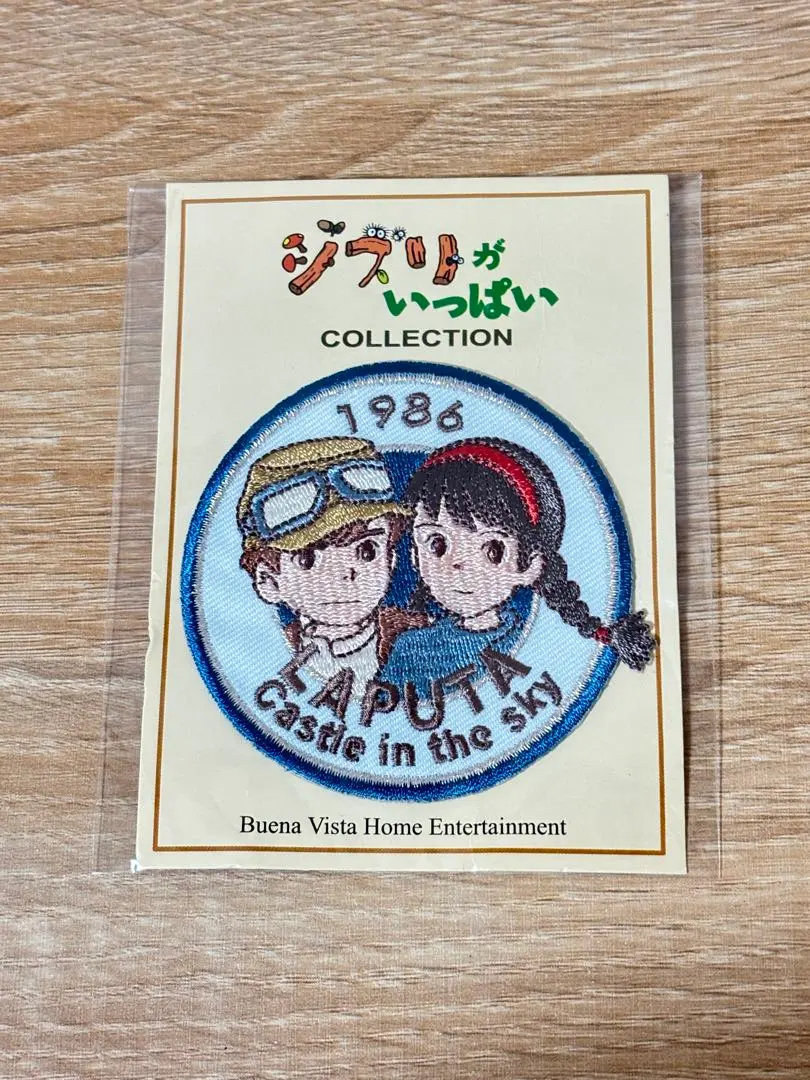 ジブリが
いっぱい
COLLECTION
1986
LAPUTA
Castle in the sky
Buena Vista Home Entertainment